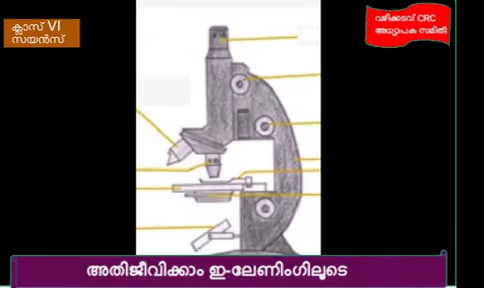 ക്ലാസ് VI
സയൻസ്
വഴിക്കടവ് CRC
അധ്യാപക സമിതി
അതിജീവിക്കാം ഇ-ലേണിംഗിലൂടെ